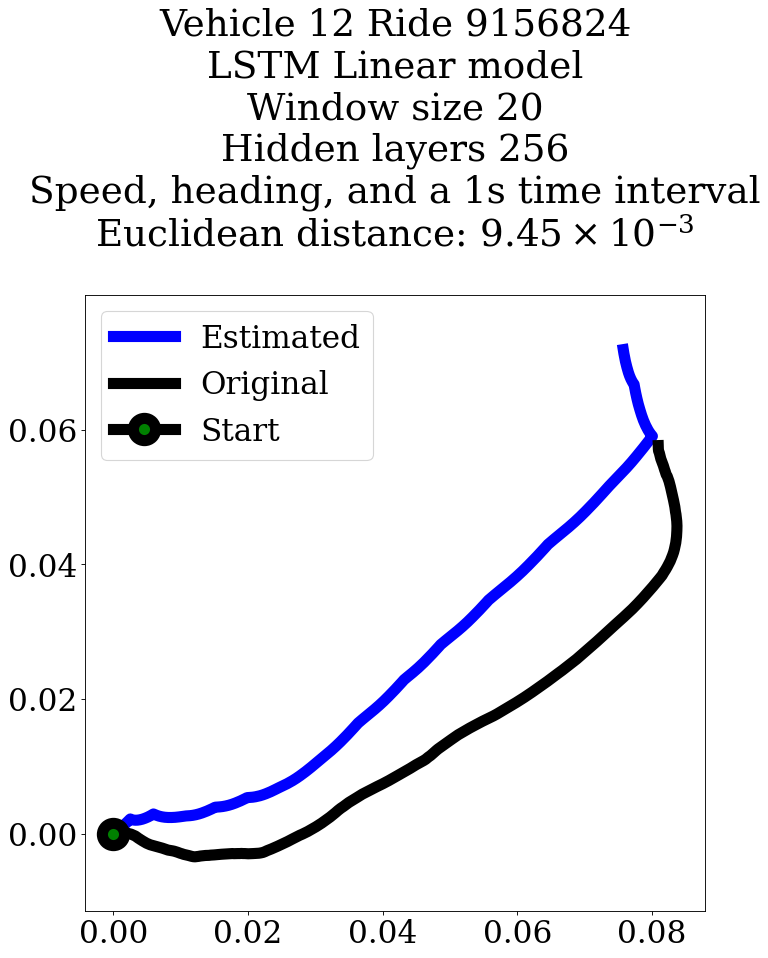 Vehicle 12 Ride 9156824
LSTM Linear model
Window size 20
Hidden layers 256
Speed, heading, and a 1s time interval
Euclidean distance: 9.45 × 10⁻³
Estimated
Original
Start
0.06
0.04
0.02
0.00
0.00 0.02 0.04 0.06 0.08